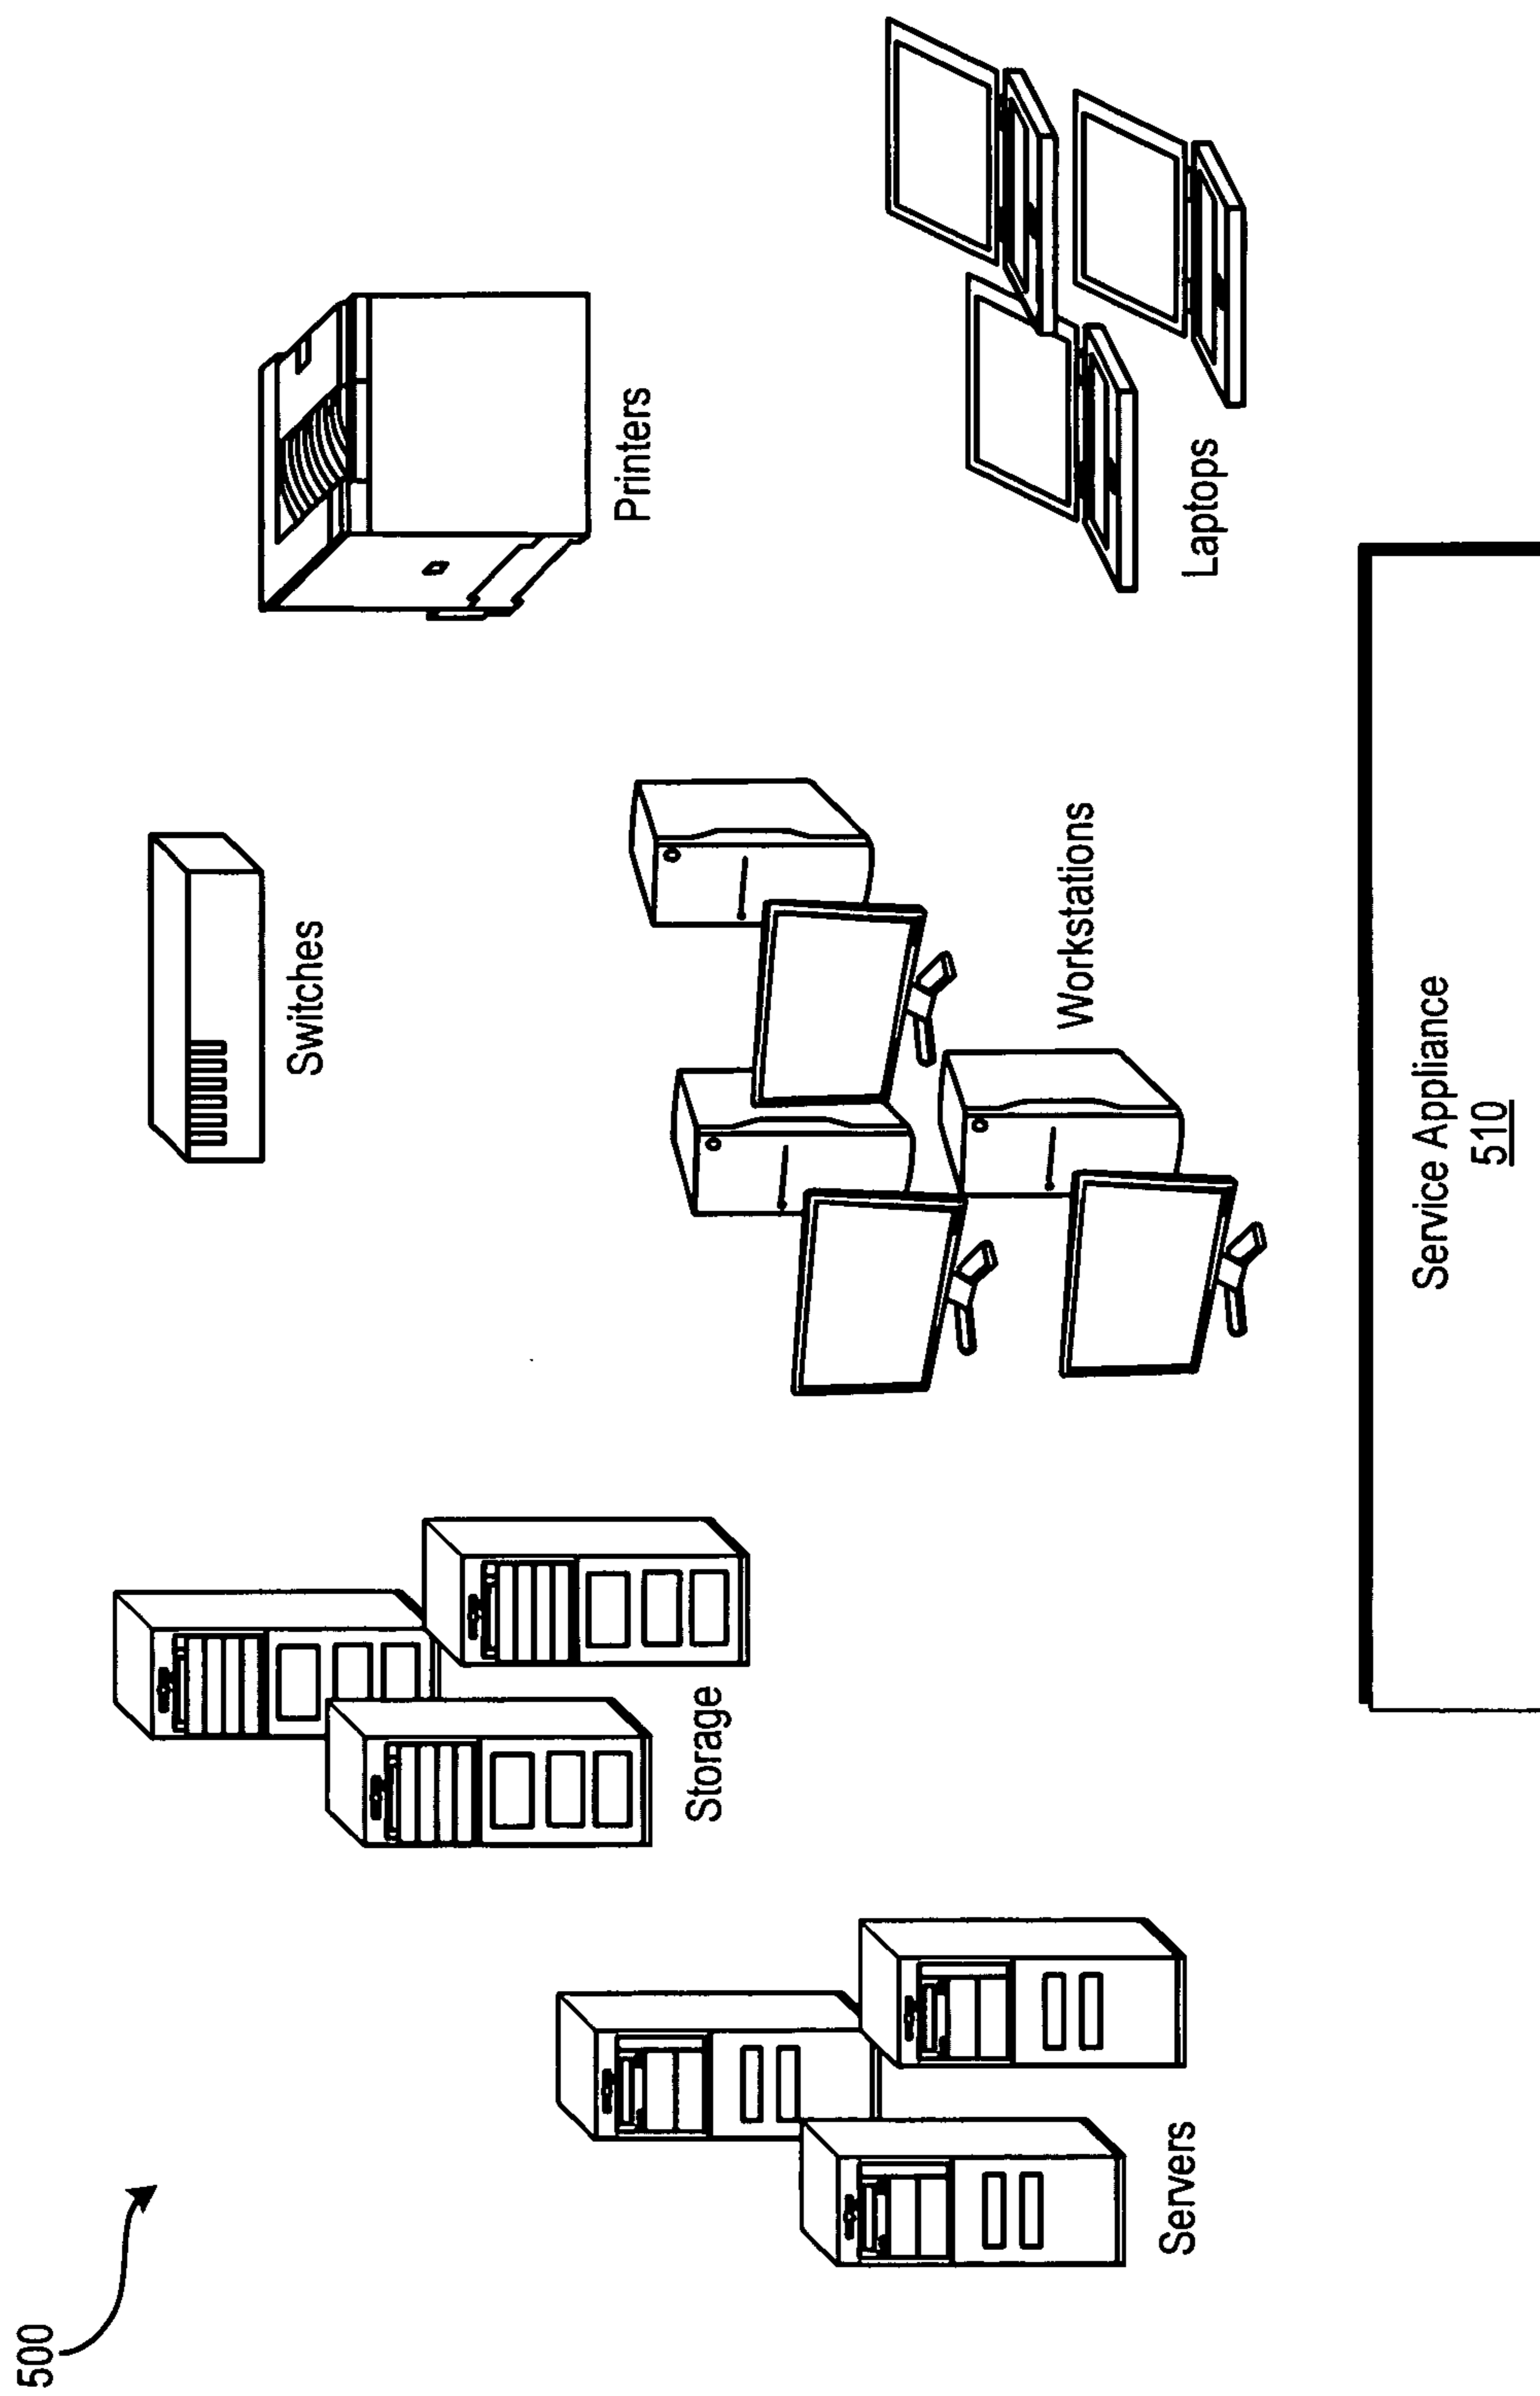 500
Switches
Printers
Storage
Servers
Workstations
Laptops
Service Appliance
510